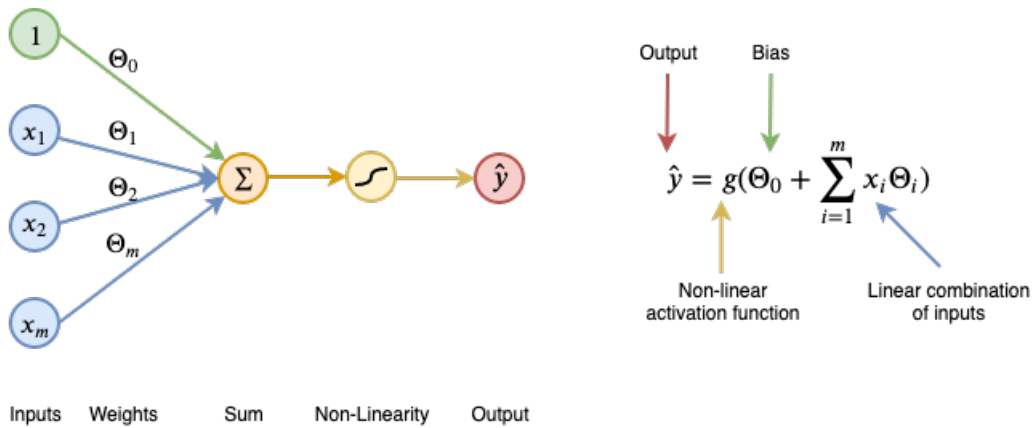 1
Θ₀
x₁
Θ₁
Θ₂
x₂
Θₘ
xₘ
Σ
ŷ
Inputs Weights Sum Non-Linearity Output
Output Bias
ŷ = g(Θ₀ + ∑ᵢ₌₁ᵐ xᵢΘᵢ)
Non-linear
activation function
Linear combination
of inputs